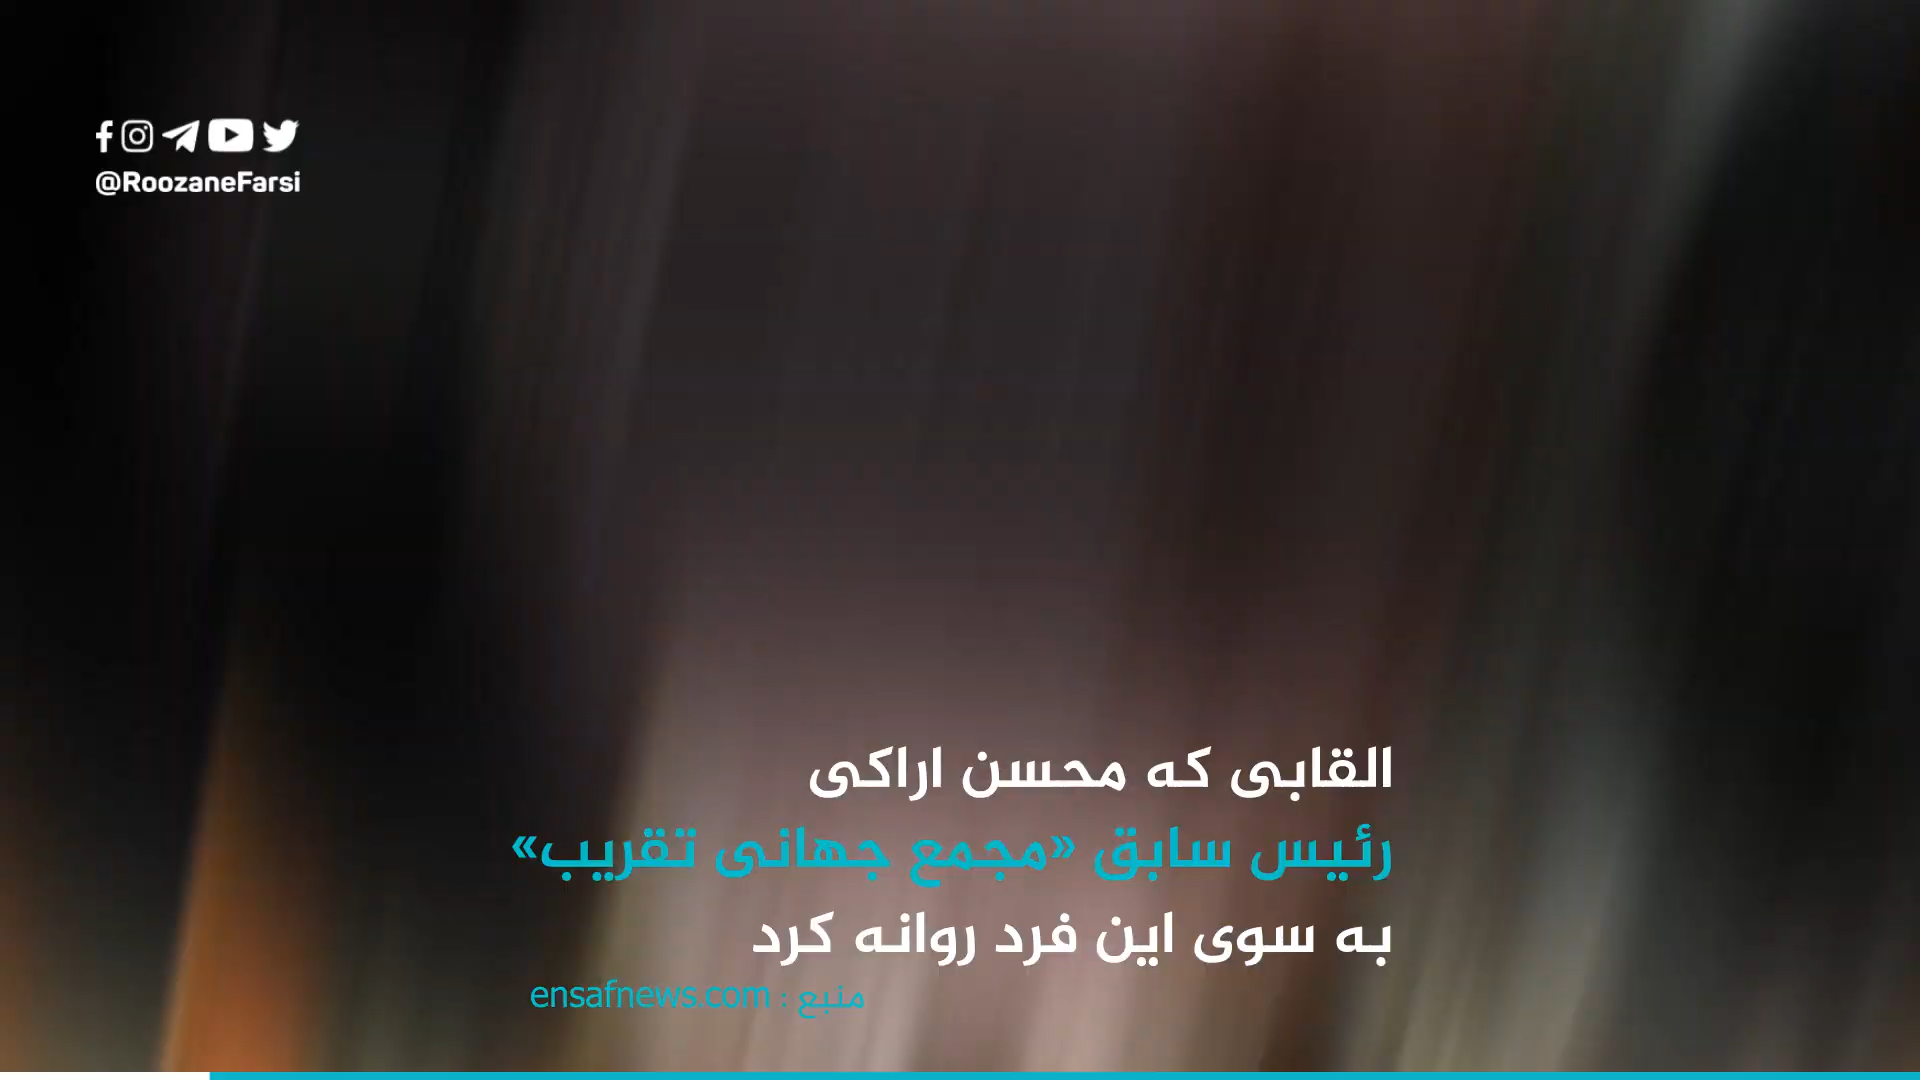 @RoozaneFarsi
القابی که محسن اراکی
رئیس سابق «مجمع جهانی تقریب»
به سوی این فرد روانه کرد
منبع : ensafnews.com